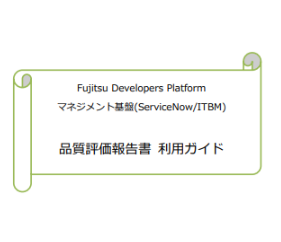 Fujitsu Developers Platform
マネジメント基盤(ServiceNow/ITBM)
品質評価報告書 利用ガイド